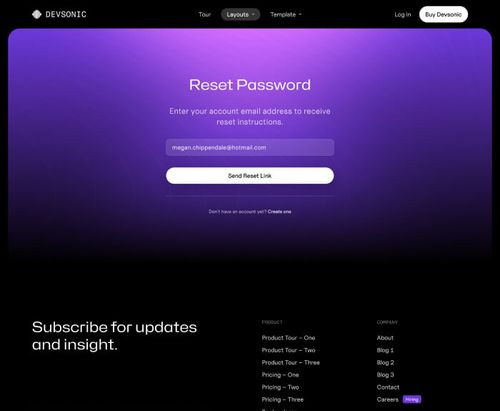 DEVSONIC
Tour
Layouts
Template
Log In
Buy Devsonic
Reset Password
Enter your account email address to receive
reset instructions.
megan.chippendale@hotmail.com
Send Reset Link
Don't have an account yet? Create one
Subscribe for updates
and insight.
PRODUCT
Product Tour – One
Product Tour – Two
Product Tour – Three
Pricing – One
Pricing – Two
Pricing – Three
COMPANY
About
Blog 1
Blog 2
Blog 3
Contact
Careers Hiring